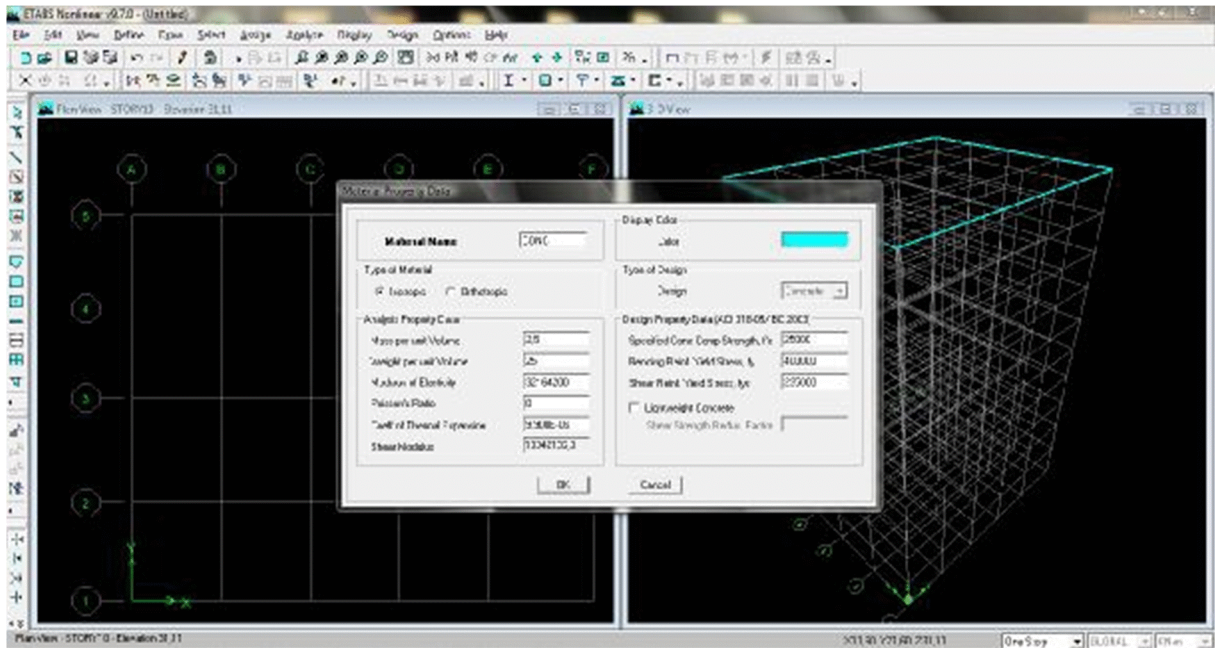 ETABS Nonlinear v9.7.0 - (Untitled)
File Edit View Define Draw Select Assign Analyze Display Design Options Help
Plan View - STORY10 - Elevation 31,11
3-D View
A B C D E F
5
4
3
2
1
Y
X
Material Property Data
Material Name CONC
Display Color
Color
Type of Material
Isotropic Orthotropic
Type of Design
Design Concrete
Analysis Property Data
Mass per unit Volume 2,5
Weight per unit Volume 25
Modulus of Elasticity 32164200
Poisson's Ratio 0
Coeff of Thermal Expansion
Shear Modulus
Design Property Data (ACI 318-05/IBC 2003)
Specified Conc Comp Strength, f'c 25000
Bending Reinf. Yield Stress, fy 400000
Shear Reinf. Yield Stress, fys
Lightweight Concrete
Shear Strength Reduc. Factor
OK Cancel
Plan View - STORY10 - Elevation 31,11
One Story GLOBAL KN-m